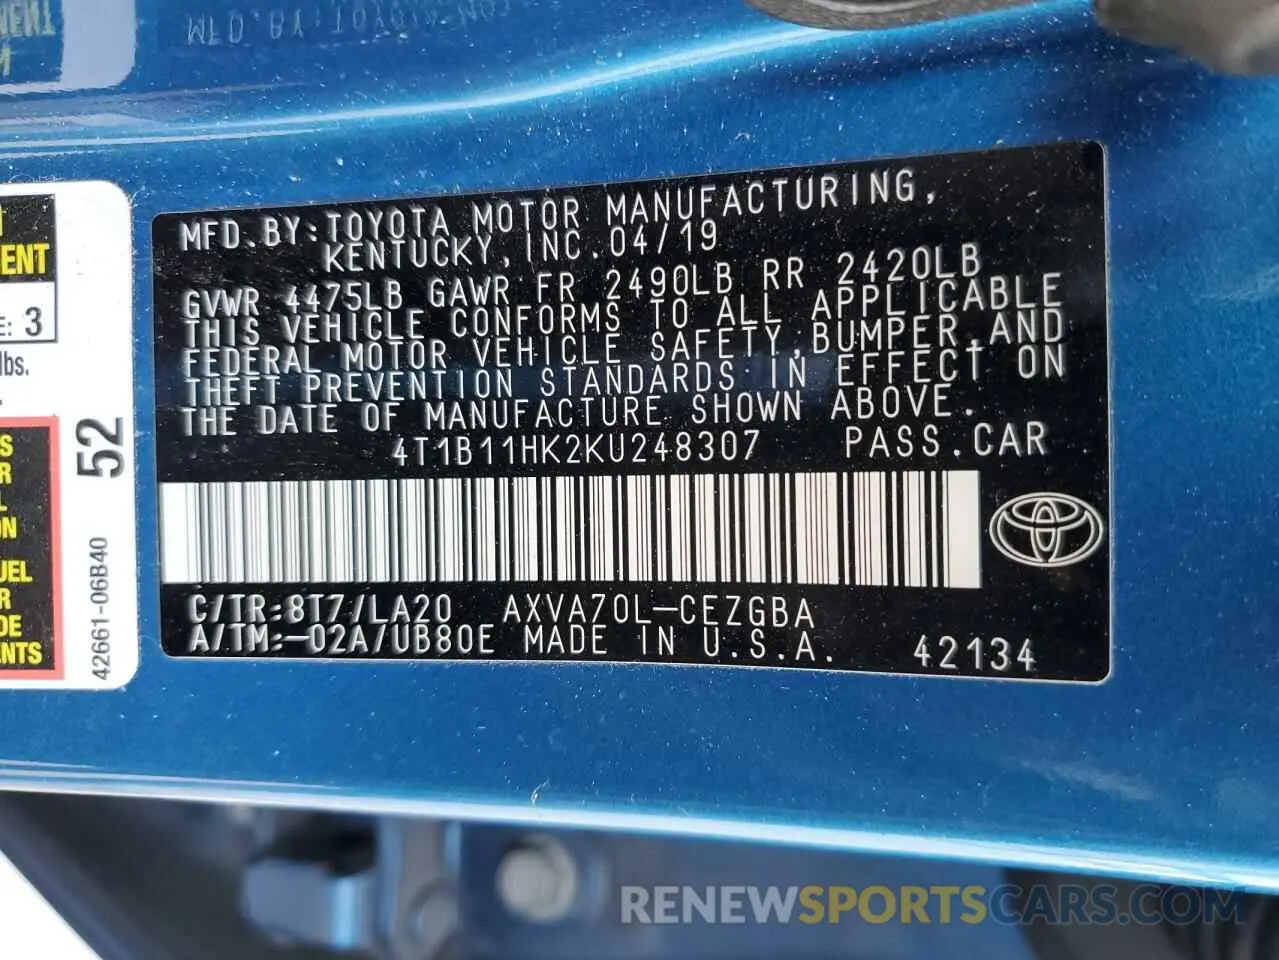 MFD.BY:TOYOTA MOTOR MANUFACTURING,
KENTUCKY,INC.04/19
GVWR 4475LB GAWR FR 2490LB RR 2420LB
THIS VEHICLE CONFORMS TO ALL APPLICABLE
FEDERAL MOTOR VEHICLE SAFETY,BUMPER,AND
THEFT PREVENTION STANDARDS IN EFFECT ON
THE DATE OF MANUFACTURE SHOWN ABOVE.
4T1B11HK2KU248307 PASS.CAR
C/TR:8T7/LA20 AXVA70L-CEZGBA
A/TM:-02A/UB80E MADE IN U.S.A. 42134
52
42661-06B40
E: 3
lbs.
RENEWSPORTSCARS.COM